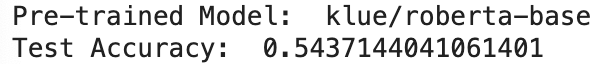 Pre-trained Model:  klue/roberta-base
Test Accuracy:  0.5437144041061401